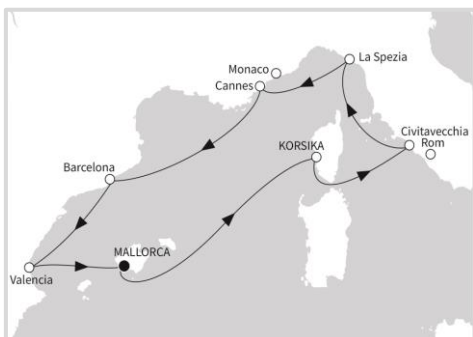 La Spezia
Monaco
Cannes
Civitavecchia
Rom
KORSIKA
Barcelona
MALLORCA
Valencia